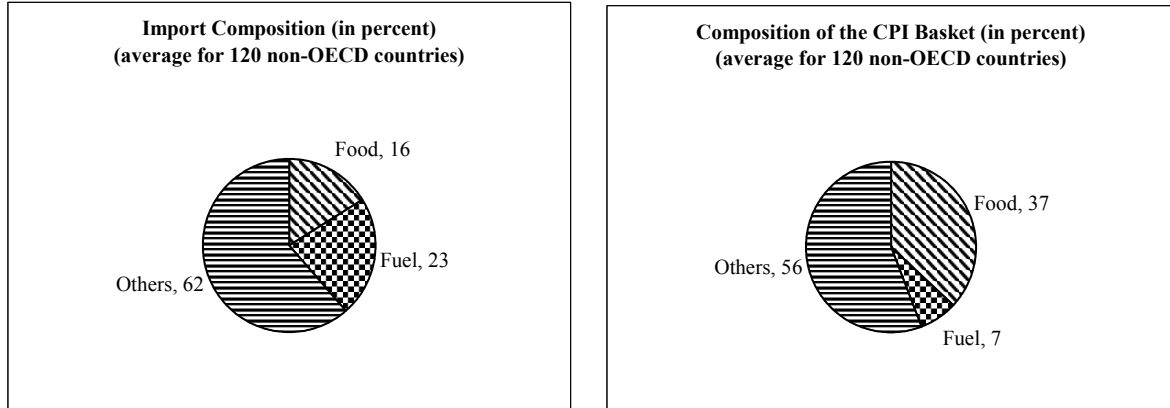 Import Composition (in percent)
(average for 120 non-OECD countries)
Food, 16
Fuel, 23
Others, 62
Composition of the CPI Basket (in percent)
(average for 120 non-OECD countries)
Food, 37
Others, 56
Fuel, 7